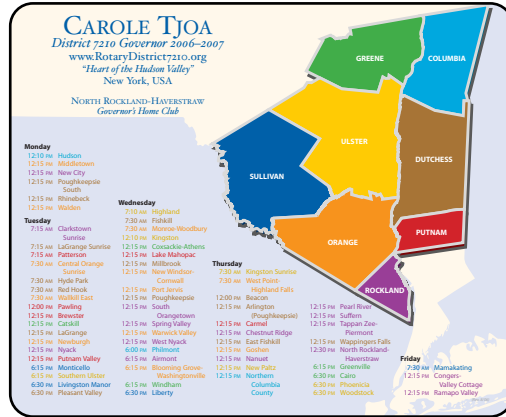 CAROLE TJOA
District 7210 Governor 2006–2007
www.RotaryDistrict7210.org
"Heart of the Hudson Valley"
New York, USA
NORTH ROCKLAND-HAVERSTRAW
Governor's Home Club
GREENE
COLUMBIA
ULSTER
DUTCHESS
SULLIVAN
ORANGE
PUTNAM
ROCKLAND
Monday
12:10 PM Hudson
12:15 PM Middletown
12:15 PM New City
12:15 PM Poughkeepsie
South
12:15 PM Rhinebeck
12:15 PM Walden
Tuesday
7:15 AM Clarkstown
Sunrise
7:15 AM LaGrange Sunrise
7:15 AM Patterson
7:30 AM Central Orange
Sunrise
7:30 AM Hyde Park
7:30 AM Red Hook
7:30 AM Wallkill East
12:00 PM Pawling
12:15 PM Brewster
12:15 PM Catskill
12:15 PM LaGrange
12:15 PM Newburgh
12:15 PM Nyack
12:15 PM Putnam Valley
6:15 PM Monticello
6:15 PM Southern Ulster
6:30 PM Livingston Manor
6:30 PM Pleasant Valley
Wednesday
7:10 AM Highland
7:30 AM Fishkill
7:30 AM Monroe-Woodbury
12:10 PM Kingston
12:15 PM Coxsackie-Athens
12:15 PM Lake Mahopac
12:15 PM Millbrook
12:15 PM New Windsor-
Cornwall
12:15 PM Port Jervis
12:15 PM Poughkeepsie
12:15 PM South
Orangetown
12:15 PM Spring Valley
12:15 PM Warwick Valley
12:15 PM West Nyack
6:00 PM Philmont
6:15 PM Airmont
6:15 PM Blooming Grove-
Washingtonville
6:15 PM Windham
6:30 PM Liberty
Thursday
7:30 AM Kingston Sunrise
7:30 AM West Point-
Highland Falls
12:00 PM Beacon
12:15 PM Arlington
(Poughkeepsie)
12:15 PM Carmel
12:15 PM Chestnut Ridge
12:15 PM East Fishkill
12:15 PM Goshen
12:15 PM Nanuet
12:15 PM New Paltz
12:15 PM Northern
Columbia
County
12:15 PM Pearl River
12:15 PM Suffern
12:15 PM Tappan Zee-
Piermont
12:15 PM Wappingers Falls
12:30 PM North Rockland-
Haverstraw
6:15 PM Greenville
6:30 PM Cairo
6:30 PM Phoenicia
6:30 PM Woodstock
Friday
7:30 AM Mamakating
12:15 PM Congers-
Valley Cottage
12:15 PM Ramapo Valley